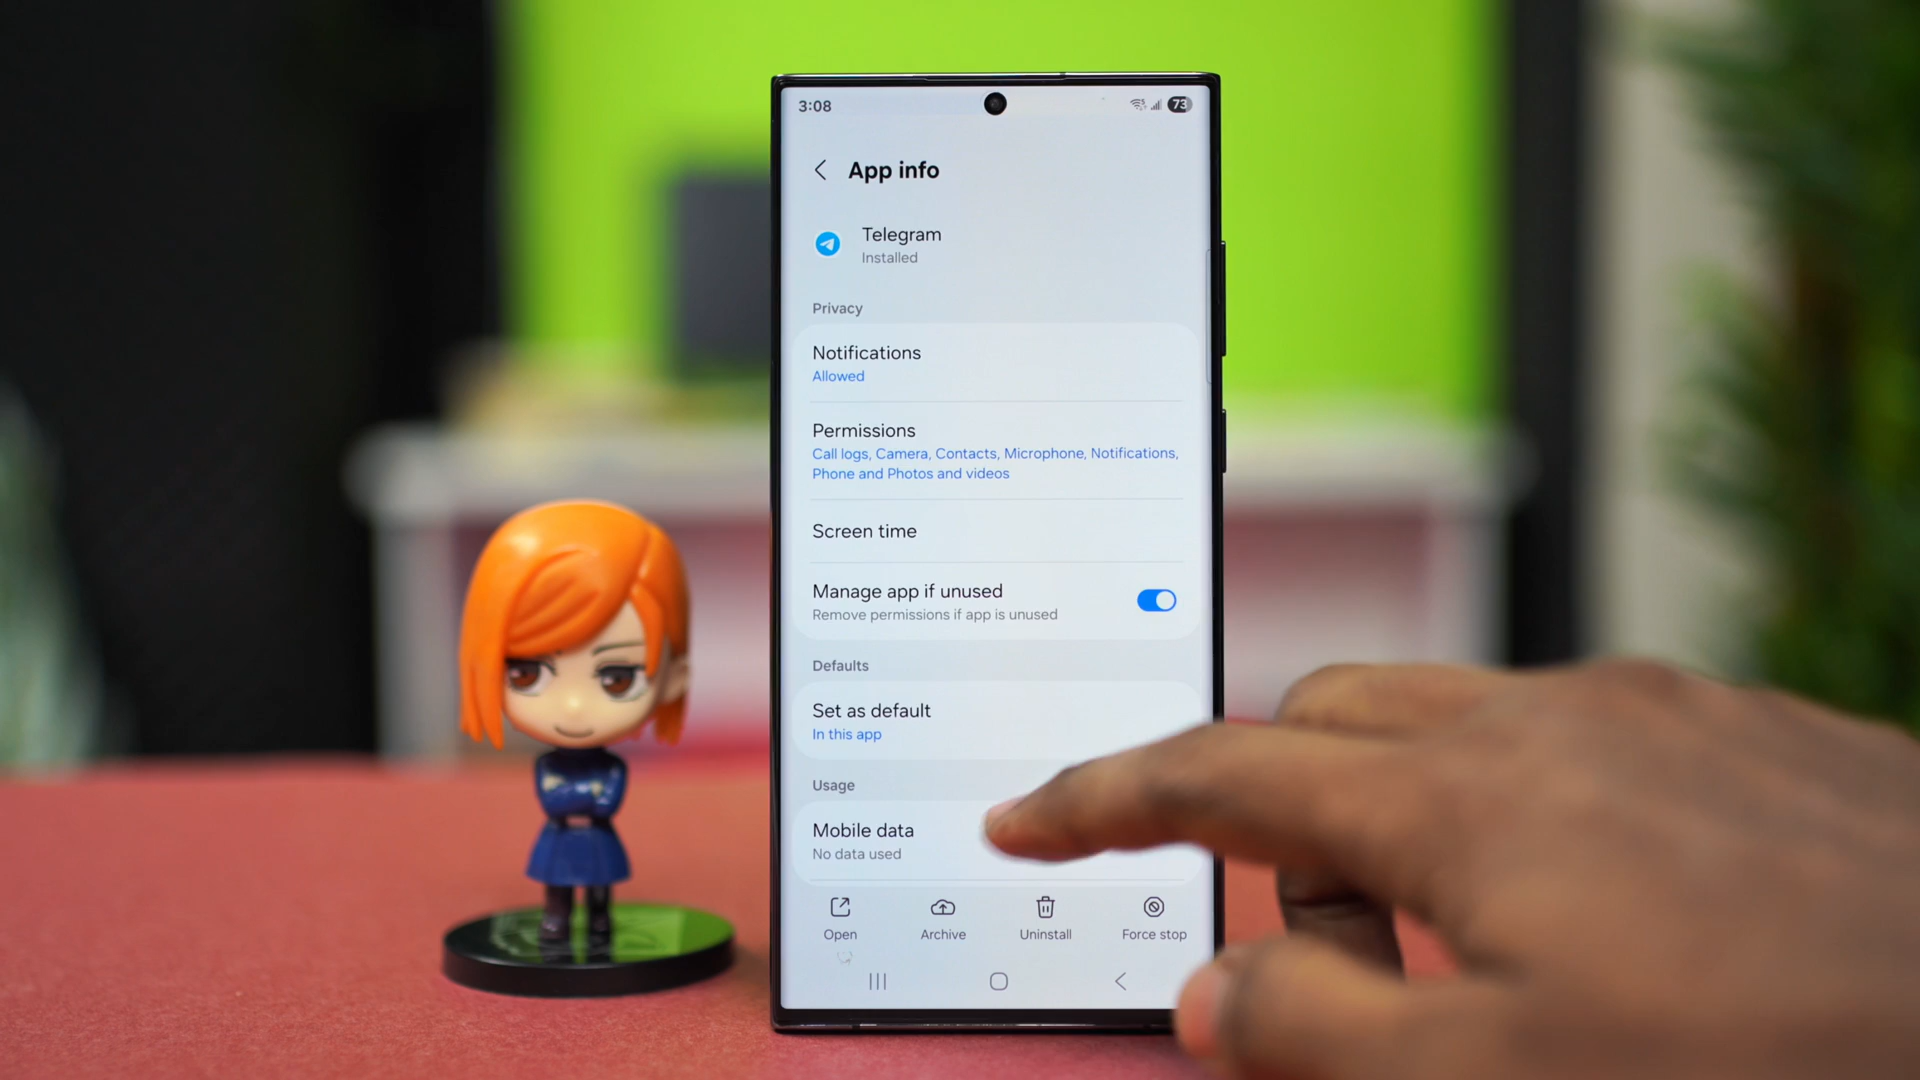 3:08
73
App info
Telegram
Installed
Privacy
Notifications
Allowed
Permissions
Call logs, Camera, Contacts, Microphone, Notifications,
Phone and Photos and videos
Screen time
Manage app if unused
Remove permissions if app is unused
Defaults
Set as default
In this app
Usage
Mobile data
No data used
Open
Archive
Uninstall
Force stop